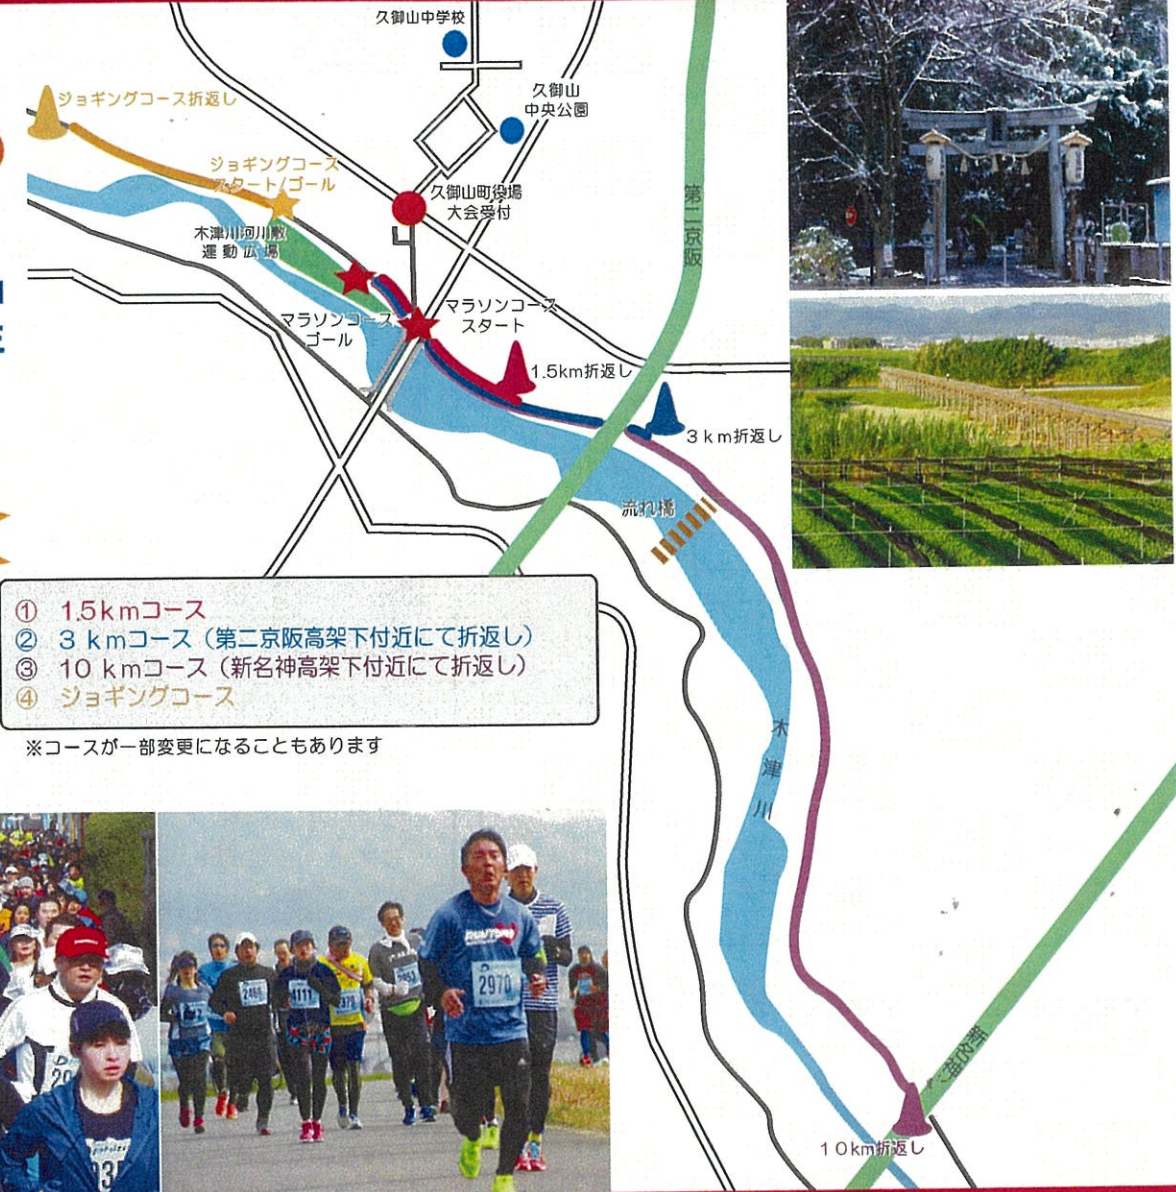 久御山中学校
久御山
中央公園
ジョギングコース折返し
ジョギングコース
スタート/ゴール
久御山町役場
大会受付
木津川河川敷
運動広場
第二京阪
マラソンコース
スタート
マラソンコース
ゴール
1.5km折返し
3km折返し
流れ橋
① 1.5kmコース
② 3kmコース（第二京阪高架下付近にて折返し）
③ 10kmコース（新名神高架下付近にて折返し）
④ ジョギングコース
※コースが一部変更になることもあります
木津川
新名神
10km折返し
2465
4111
2970